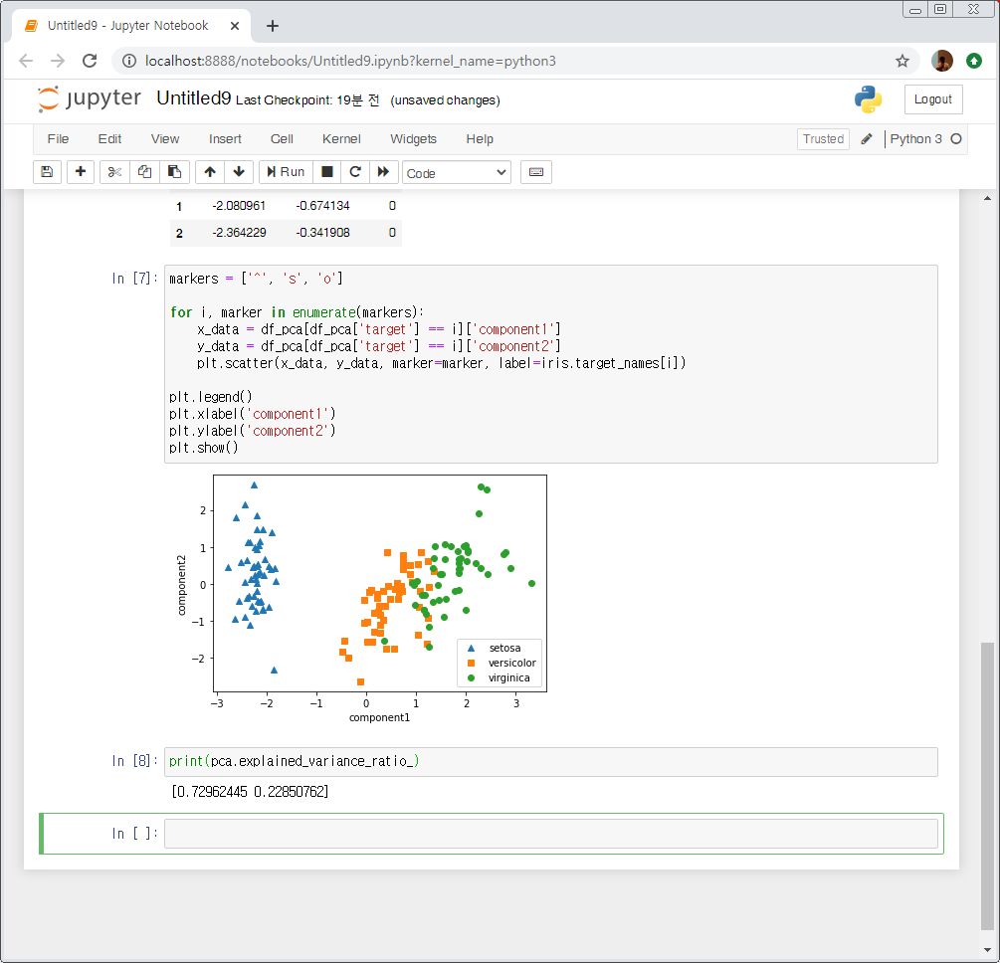 Untitled9 - Jupyter Notebook
localhost:8888/notebooks/Untitled9.ipynb?kernel_name=python3
jupyter Untitled9 Last Checkpoint: 19분 전 (unsaved changes) Logout
File Edit View Insert Cell Kernel Widgets Help Trusted Python 3
Run Code
1 -2.080961 -0.674134 0
2 -2.364229 -0.341908 0
In [7]: markers = ['^', 's', 'o']
for i, marker in enumerate(markers):
x_data = df_pca[df_pca['target'] == i]['component1']
y_data = df_pca[df_pca['target'] == i]['component2']
plt.scatter(x_data, y_data, marker=marker, label=iris.target_names[i])
plt.legend()
plt.xlabel('component1')
plt.ylabel('component2')
plt.show()
2
1
0
−1
−2
component2
setosa
versicolor
virginica
−3 −2 −1 0 1 2 3
component1
In [8]: print(pca.explained_variance_ratio_)
[0.72962445 0.22850762]
In [ ]: